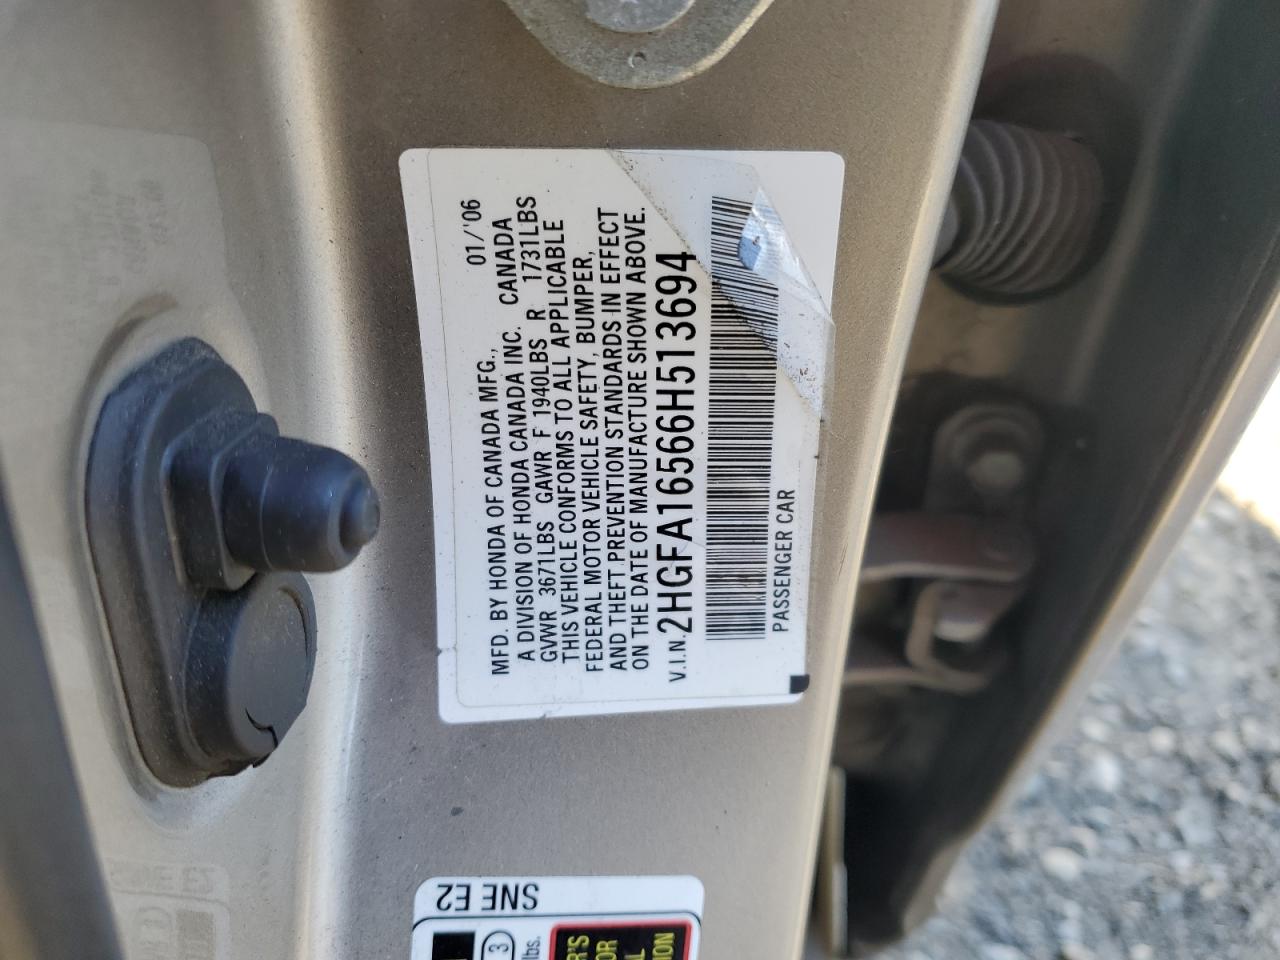 MFD. BY HONDA OF CANADA MFG., 01/'06
A DIVISION OF HONDA CANADA INC. CANADA
GVWR 3671LBS GAWR F 1940LBS R 1731LBS
THIS VEHICLE CONFORMS TO ALL APPLICABLE
FEDERAL MOTOR VEHICLE SAFETY, BUMPER,
AND THEFT PREVENTION STANDARDS IN EFFECT
ON THE DATE OF MANUFACTURE SHOWN ABOVE.
V.I.N. 2HGFA16566H513694
PASSENGER CAR
SNE E2
3
lbs.